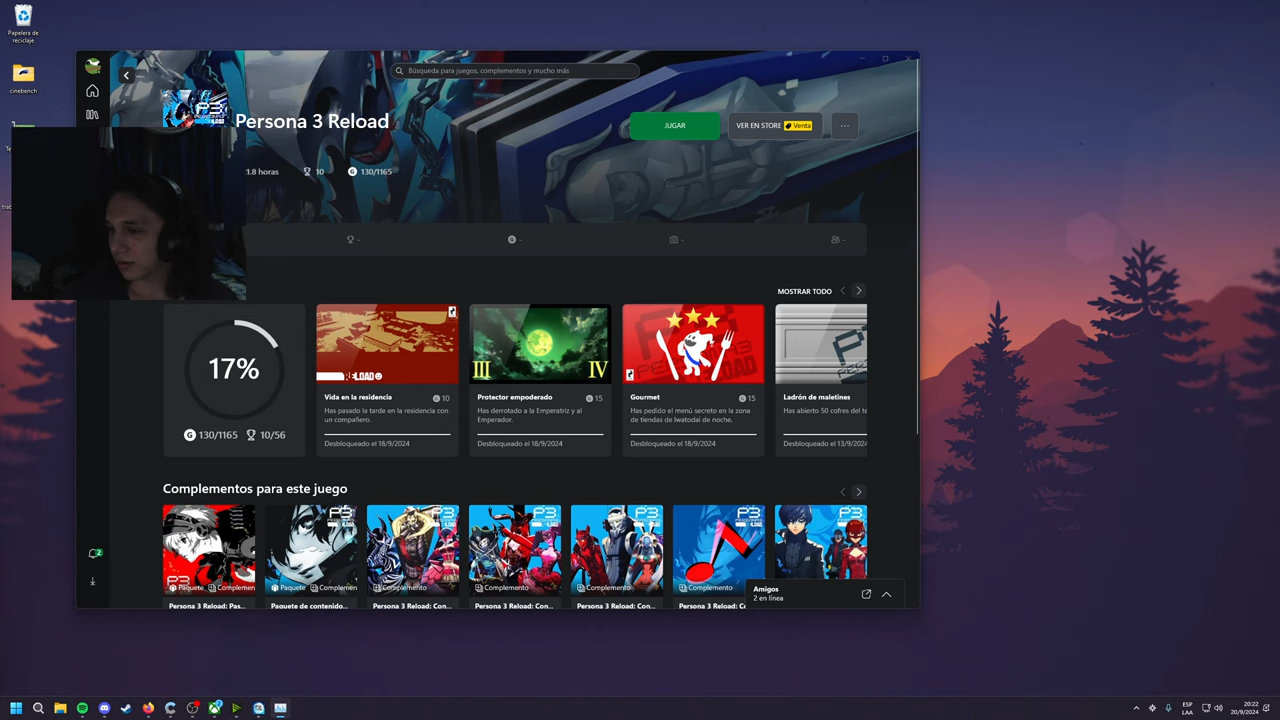 Papelera de
reciclaje
cinebench
Búsqueda para juegos, complementos y mucho más
Persona 3 Reload
JUGAR
VER EN STORE Venta
...
1.8 horas
10
130/1165
-
-
-
-
MOSTRAR TODO
17%
130/1165 10/56
Vida en la residencia 10
Has pasado la tarde en la residencia con
un compañero.
Desbloqueado el 18/9/2024
III IV
Protector empoderado 15
Has derrotado a la Emperatriz y al
Emperador.
Desbloqueado el 18/9/2024
Gourmet 15
Has pedido el menú secreto en la zona
de tiendas de Iwatodai de noche.
Desbloqueado el 18/9/2024
Ladrón de maletines
Has abierto 50 cofres del te
Desbloqueado el 13/9/2024
Complementos para este juego
Paquete Complemen
Persona 3 Reload: Pas...
Paquete Complemen
Paquete de contenido...
Complemento
Persona 3 Reload: Con...
Complemento
Persona 3 Reload: Con...
Complemento
Persona 3 Reload: Con...
Complemento
Persona 3 Reload: C
Amigos
2 en línea
2
ESP
LAA
20:22
20/9/2024